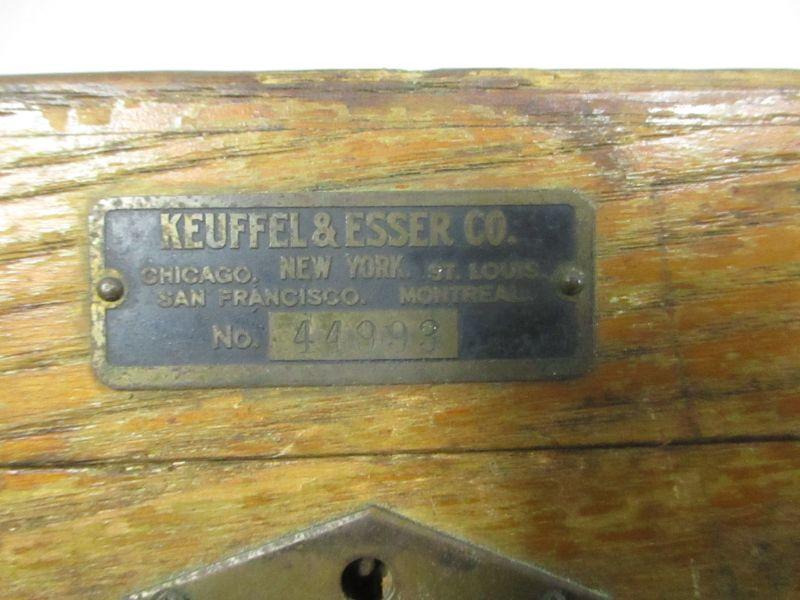 KEUFFEL & ESSER CO.
CHICAGO. NEW YORK. ST. LOUIS.
SAN FRANCISCO. MONTREAL.
No. 44993